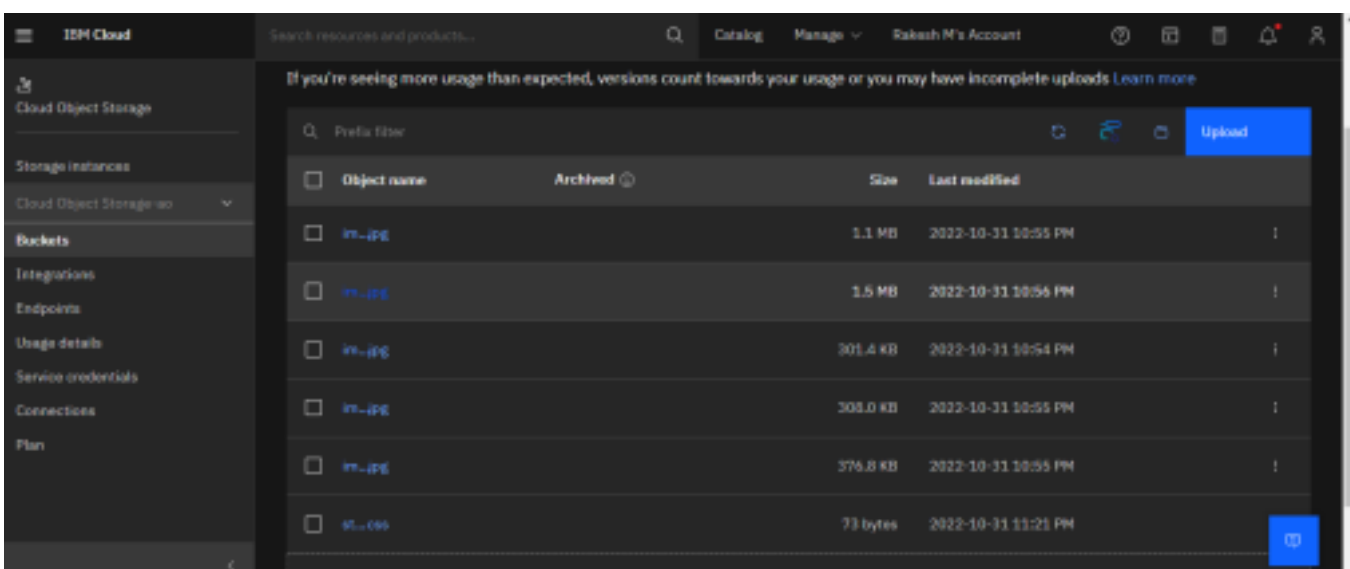 IBM Cloud
Search resources and products...
Catalog
Manage
Rakesh M's Account
Cloud Object Storage
Storage instances
Cloud Object Storage-ao
Buckets
Integrations
Endpoints
Usage details
Service credentials
Connections
Plan
If you're seeing more usage than expected, versions count towards your usage or you may have incomplete uploads Learn more
Prefix filter
Upload
Object name Archived Size Last modified
im...jpg 1.1 MB 2022-10-31 10:55 PM
im...jpg 1.5 MB 2022-10-31 10:56 PM
im...jpg 301.4 KB 2022-10-31 10:54 PM
im...jpg 308.0 KB 2022-10-31 10:55 PM
im...jpg 376.8 KB 2022-10-31 10:55 PM
st...css 73 bytes 2022-10-31 11:21 PM